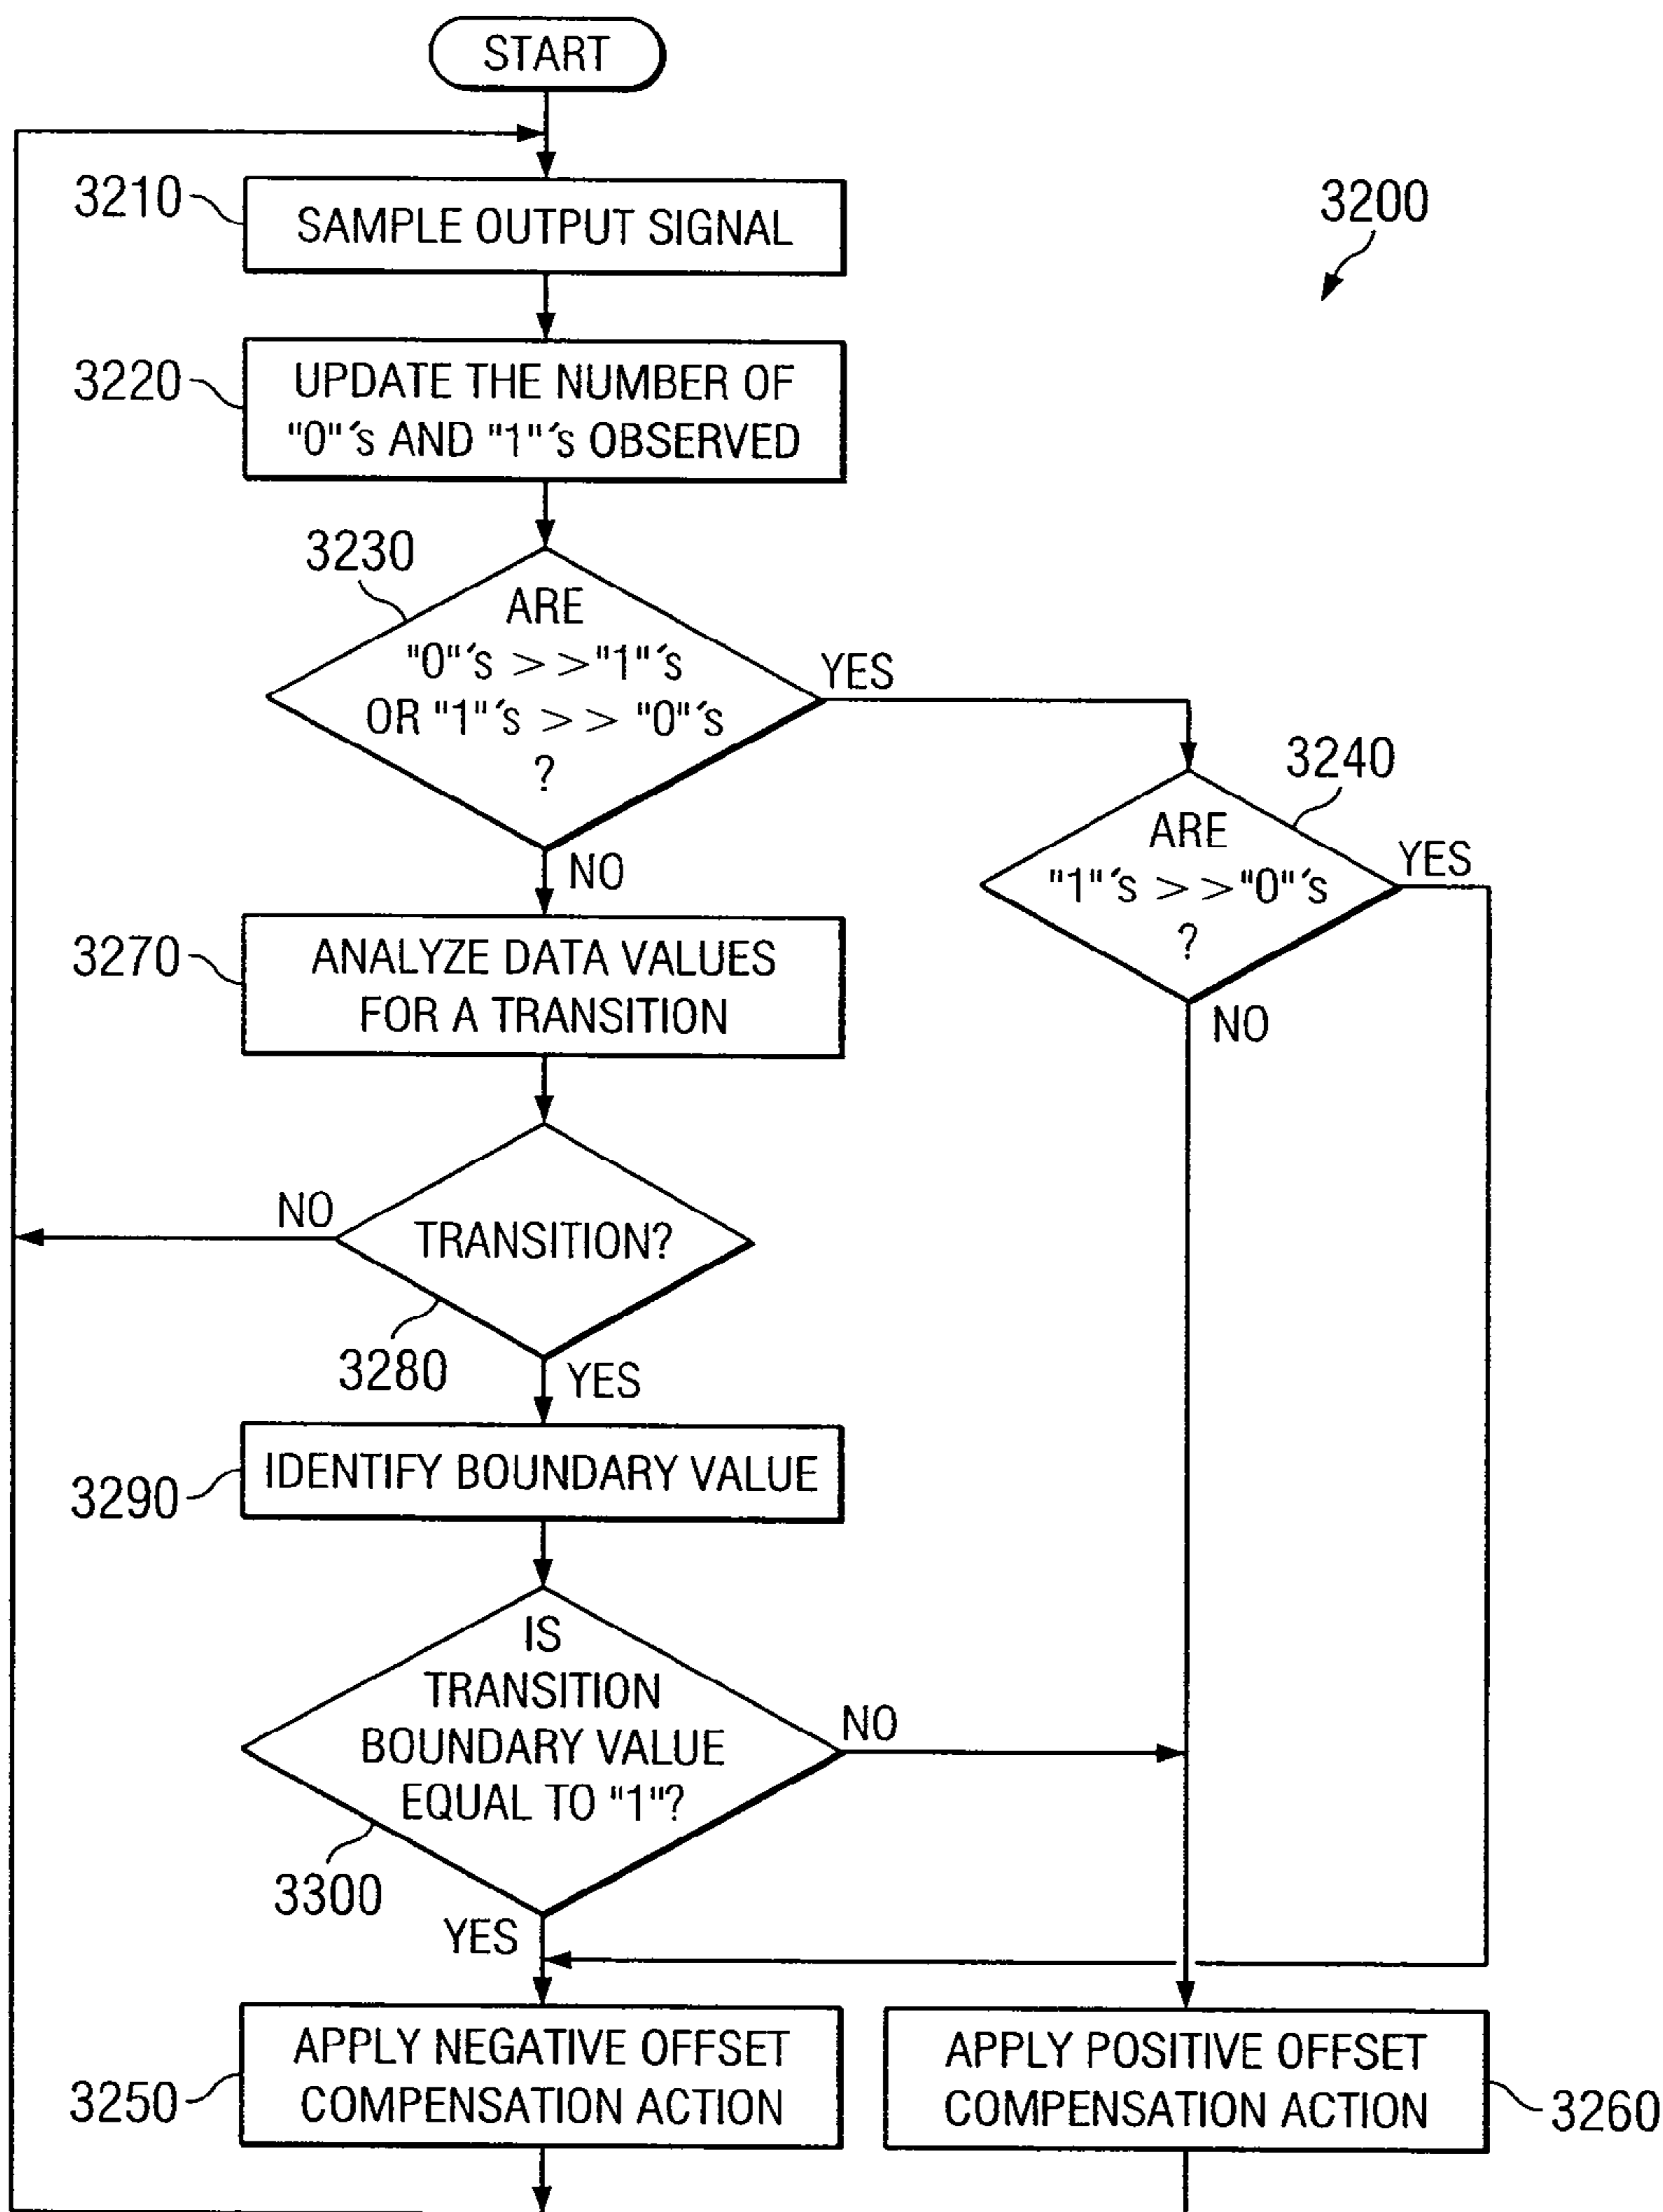 START
3210
SAMPLE OUTPUT SIGNAL
3200
3220
UPDATE THE NUMBER OF
"0"'s AND "1"'s OBSERVED
3230
ARE
"0"'s >>"1"'s
OR "1"'s >> "0"'s
?
YES
NO
3240
ARE
"1"'s >>"0"'s
?
YES
NO
3270
ANALYZE DATA VALUES
FOR A TRANSITION
NO
TRANSITION?
3280
YES
3290
IDENTIFY BOUNDARY VALUE
IS
TRANSITION
BOUNDARY VALUE
EQUAL TO "1"?
NO
3300
YES
3250
APPLY NEGATIVE OFFSET
COMPENSATION ACTION
APPLY POSITIVE OFFSET
COMPENSATION ACTION
3260